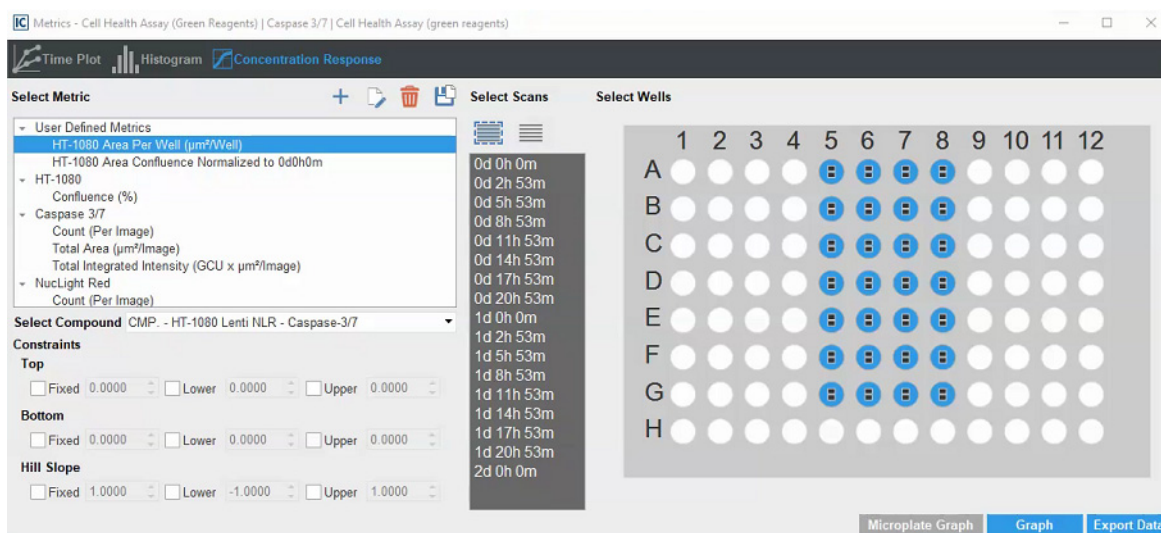 IC Metrics - Cell Health Assay (Green Reagents) | Caspase 3/7 | Cell Health Assay (green reagents)
Time Plot Histogram Concentration Response
Select Metric
User Defined Metrics
HT-1080 Area Per Well (µm²/Well)
HT-1080 Area Confluence Normalized to 0d0h0m
HT-1080
Confluence (%)
Caspase 3/7
Count (Per Image)
Total Area (µm²/Image)
Total Integrated Intensity (GCU x µm²/Image)
NucLight Red
Count (Per Image)
Select Compound CMP. - HT-1080 Lenti NLR - Caspase-3/7
Constraints
Top
Fixed 0.0000 Lower 0.0000 Upper 0.0000
Bottom
Fixed 0.0000 Lower 0.0000 Upper 0.0000
Hill Slope
Fixed 1.0000 Lower -1.0000 Upper 1.0000
Select Scans
0d 0h 0m
0d 2h 53m
0d 5h 53m
0d 8h 53m
0d 11h 53m
0d 14h 53m
0d 17h 53m
0d 20h 53m
1d 0h 0m
1d 2h 53m
1d 5h 53m
1d 8h 53m
1d 11h 53m
1d 14h 53m
1d 17h 53m
1d 20h 53m
2d 0h 0m
Select Wells
1 2 3 4 5 6 7 8 9 10 11 12
A
B
C
D
E
F
G
H
Microplate Graph Graph Export Data